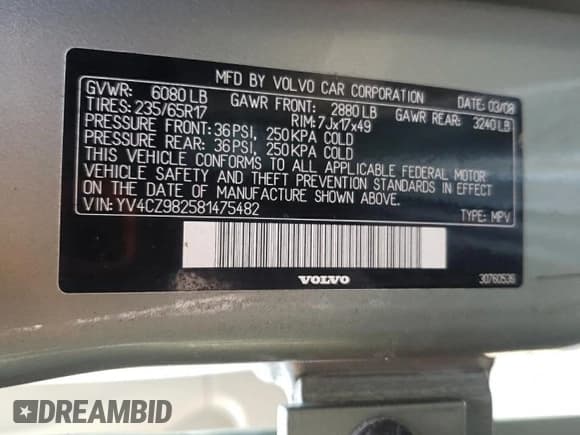 MFD BY VOLVO CAR CORPORATION
GVWR: 6080 LB GAWR FRONT: 2880 LB GAWR REAR: 3240 LB DATE: 03/08
TIRES: 235/65R17 RIM: 7Jx17x49
PRESSURE FRONT: 36 PSI, 250 KPA COLD
PRESSURE REAR: 36 PSI, 250 KPA COLD
THIS VEHICLE CONFORMS TO ALL APPLICABLE FEDERAL MOTOR
VEHICLE SAFETY AND THEFT PREVENTION STANDARDS IN EFFECT
ON THE DATE OF MANUFACTURE SHOWN ABOVE.
VIN: YV4CZ982581475482 TYPE: MPV
VOLVO 30760536
DREAMBID